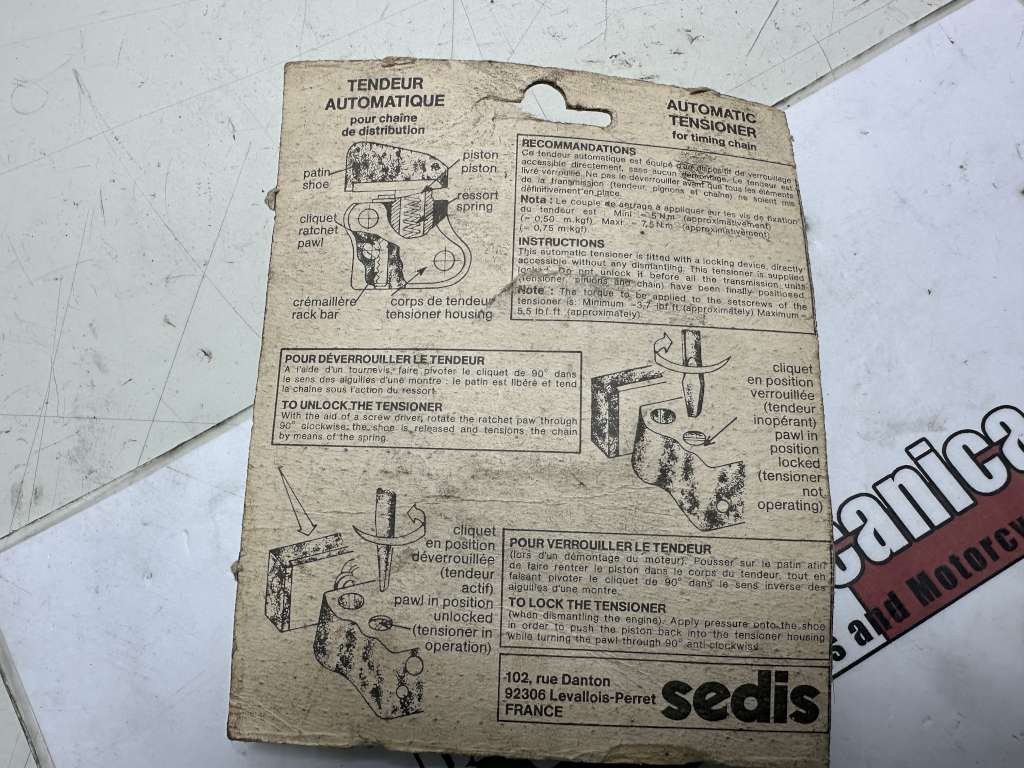 TENDEUR
AUTOMATIQUE
pour chaîne
de distribution
AUTOMATIC
TENSIONER
for timing chain
patin
shoe
piston
piston
ressort
spring
cliquet
ratchet
pawl
crémaillère
rack bar
corps de tendeur
tensioner housing
RECOMMANDATIONS
Ce tendeur automatique est équipé d'un dispositif de verrouillage
accessible directement, sans aucun démontage. Le tendeur est
livré verrouillé. Ne pas le déverrouiller avant que tous les éléments
de la transmission (tendeur, pignons et chaîne) ne soient mis
définitivement en place.
Nota : Le couple de serrage à appliquer sur les vis de fixation
du tendeur est : Mini = 5 N.m (approximativement)
(= 0,50 m.kgf) Maxi = 7,5 N.m (approximativement)
(= 0,75 m.kgf)
INSTRUCTIONS
This automatic tensioner is fitted with a locking device, directly
accessible without any dismantling. This tensioner is supplied
locked. Do not unlock it before all the transmission units
(tensioner, pinions and chain) have been finally positioned.
Note : The torque to be applied to the setscrews of the
tensioner is: Minimum =3,7 lbf ft (approximately) Maximum=
5,5 lbf.ft (approximately).
POUR DÉVERROUILLER LE TENDEUR
A l'aide d'un tournevis, faire pivoter le cliquet de 90° dans
le sens des aiguilles d'une montre : le patin est libéré et tend
la chaîne sous l'action du ressort.
TO UNLOCK THE TENSIONER
With the aid of a screw driver, rotate the ratchet paw through
90° clockwise: the shoe is released and tensions the chain
by means of the spring.
cliquet
en position
verrouillée
(tendeur
inopérant)
pawl in
position
locked
(tensioner
not
operating)
cliquet
en position
déverrouillée
(tendeur
actif)
pawl in position
unlocked
(tensioner in
operation)
POUR VERROUILLER LE TENDEUR
(lors d'un démontage du moteur). Pousser sur le patin afin
de faire rentrer le piston dans le corps du tendeur, tout en
faisant pivoter le cliquet de 90° dans le sens inverse des
aiguilles d'une montre.
TO LOCK THE TENSIONER
(when dismantling the engine). Apply pressure onto the shoe
in order to push the piston back into the tensioner housing
while turning the pawl through 90° anti-clockwise
102, rue Danton
92306 Levallois-Perret
FRANCE
sedis
anica
s and Motorcy